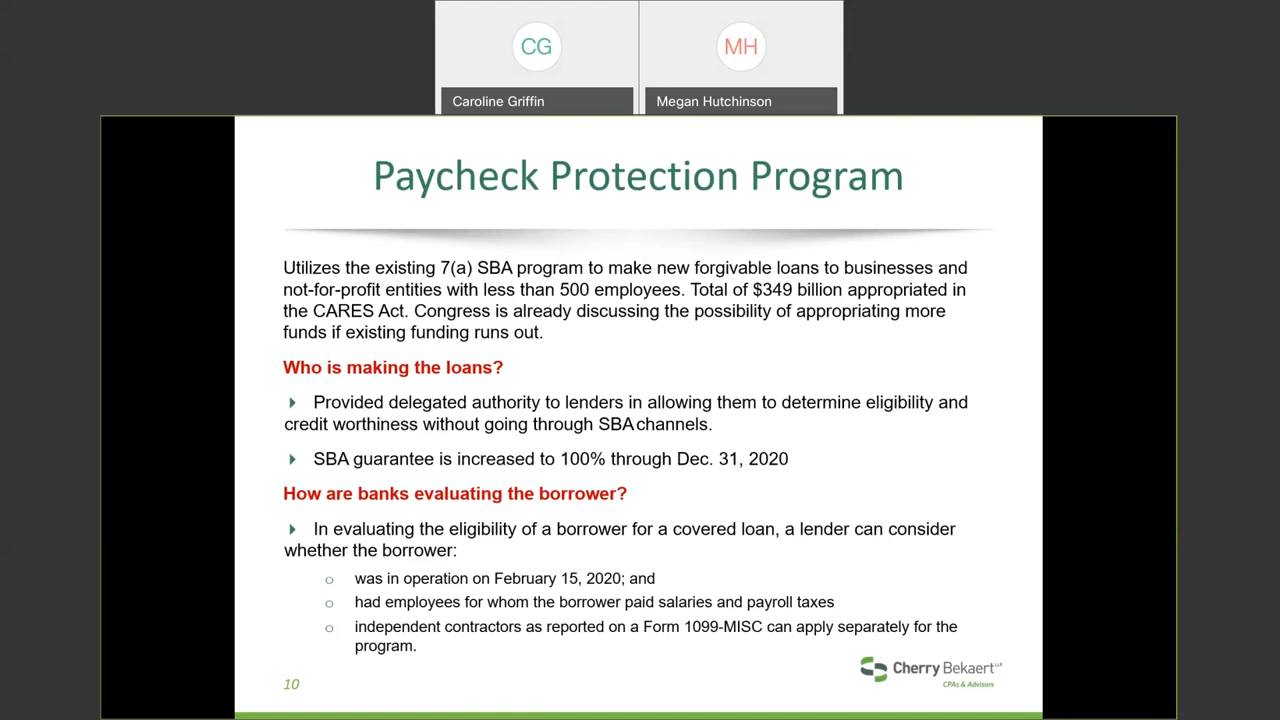 CG
MH
Caroline Griffin
Megan Hutchinson
Paycheck Protection Program
Utilizes the existing 7(a) SBA program to make new forgivable loans to businesses and
not-for-profit entities with less than 500 employees. Total of $349 billion appropriated in
the CARES Act. Congress is already discussing the possibility of appropriating more
funds if existing funding runs out.
Who is making the loans?
Provided delegated authority to lenders in allowing them to determine eligibility and
credit worthiness without going through SBA channels.
SBA guarantee is increased to 100% through Dec. 31, 2020
How are banks evaluating the borrower?
In evaluating the eligibility of a borrower for a covered loan, a lender can consider
whether the borrower:
was in operation on February 15, 2020; and
had employees for whom the borrower paid salaries and payroll taxes
independent contractors as reported on a Form 1099-MISC can apply separately for the
program.
Cherry Bekaert LLP
CPAs & Advisors
10